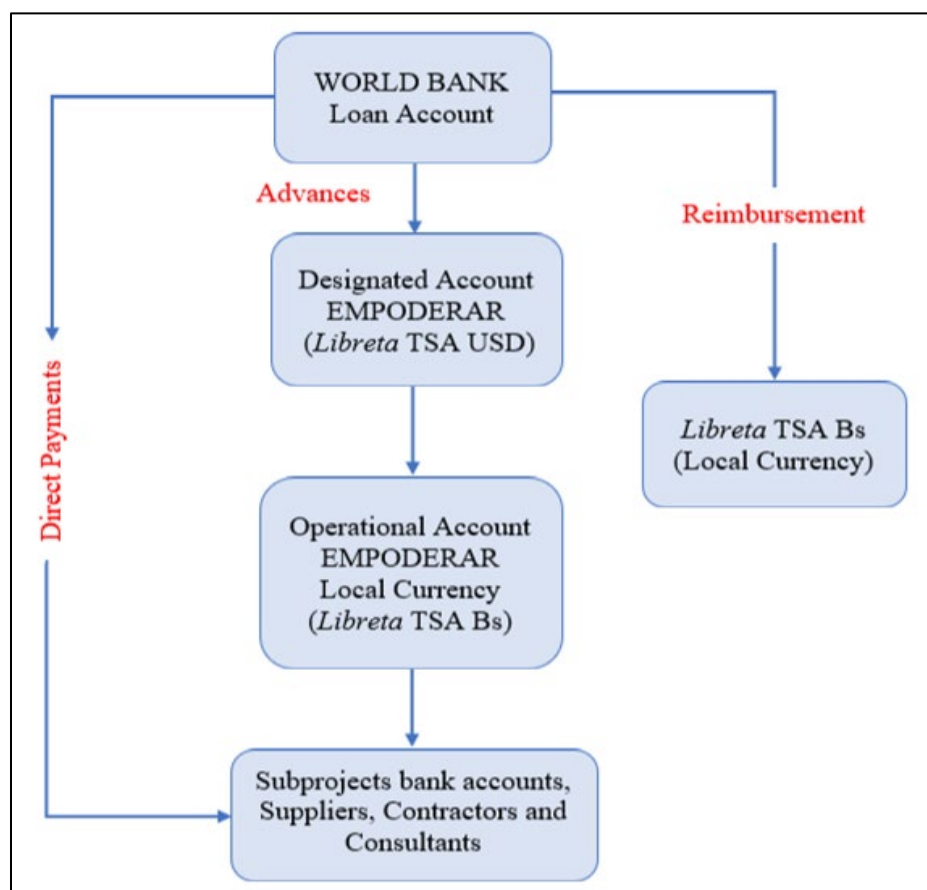 WORLD BANK
Loan Account
Advances
Reimbursement
Designated Account
EMPODERAR
(Libreta TSA USD)
Direct Payments
Libreta TSA Bs
(Local Currency)
Operational Account
EMPODERAR
Local Currency
(Libreta TSA Bs)
Subprojects bank accounts,
Suppliers, Contractors and
Consultants